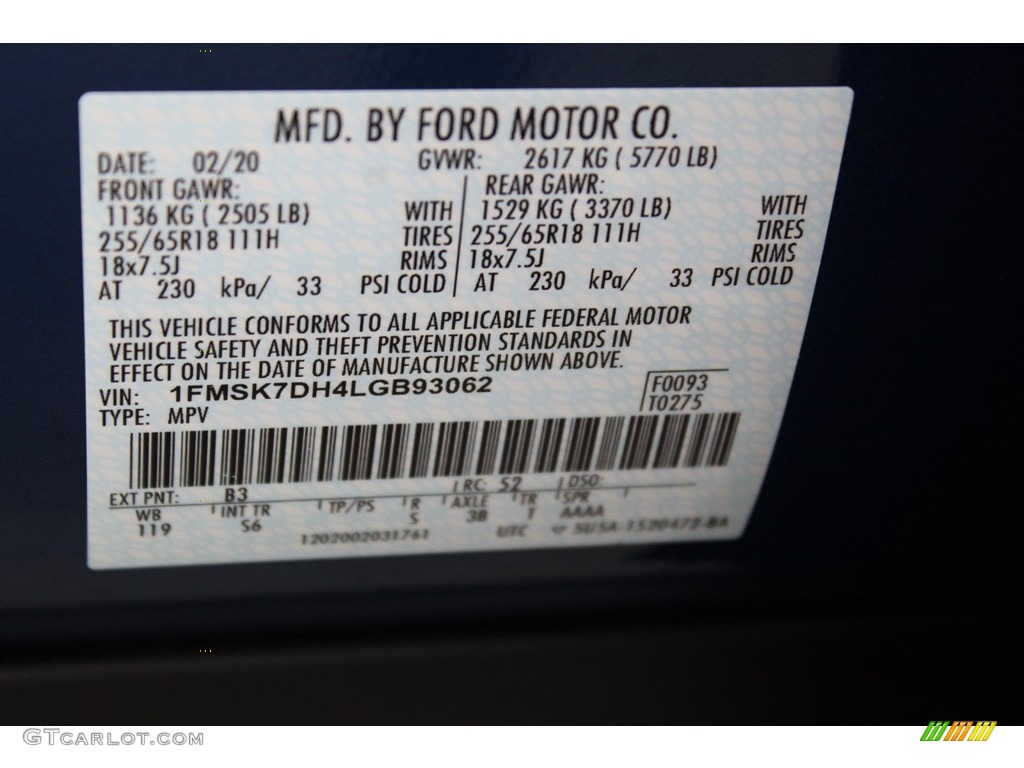 MFD. BY FORD MOTOR CO.
DATE: 02/20 GVWR: 2617 KG ( 5770 LB)
FRONT GAWR: REAR GAWR:
1136 KG ( 2505 LB) WITH 1529 KG ( 3370 LB) WITH
255/65R18 111H TIRES 255/65R18 111H TIRES
18x7.5J RIMS 18x7.5J RIMS
AT 230 kPa/ 33 PSI COLD AT 230 kPa/ 33 PSI COLD
THIS VEHICLE CONFORMS TO ALL APPLICABLE FEDERAL MOTOR
VEHICLE SAFETY AND THEFT PREVENTION STANDARDS IN
EFFECT ON THE DATE OF MANUFACTURE SHOWN ABOVE.
VIN: 1FMSK7DH4LGB93062 F0093
TYPE: MPV T0275
EXT PNT: B3 RC: 52 DSO:
WB INT TR TP/PS R AXLE TR SPR
119 S6 S 3B T AAAA
1202002031761 UTC 5U5A-1520472-BA
GTCARLOT.COM